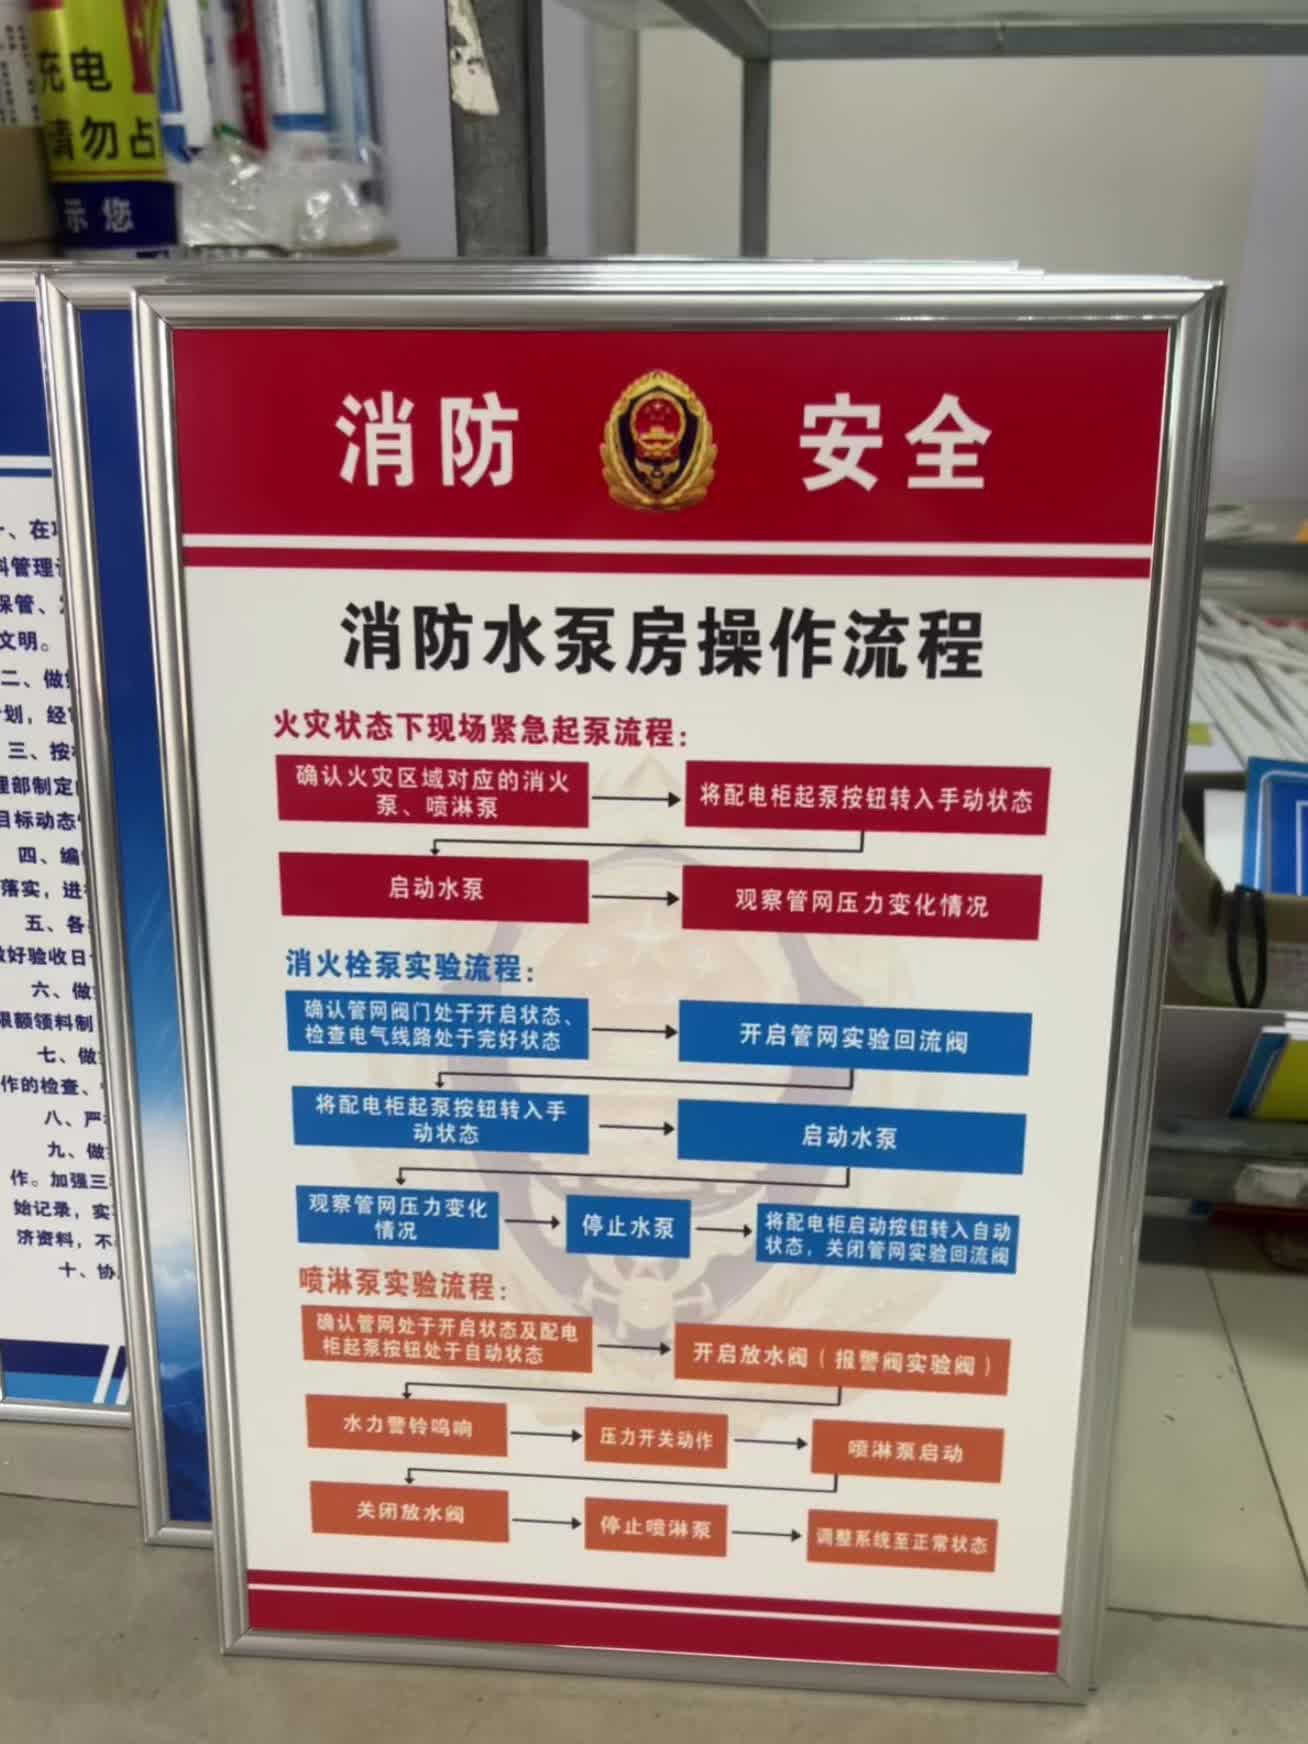 充电
请勿占
示 您
消防 安全
消防水泵房操作流程
火灾状态下现场紧急起泵流程：
确认火灾区域对应的消火
泵、喷淋泵
将配电柜起泵按钮转入手动状态
启动水泵
观察管网压力变化情况
消火栓泵实验流程：
确认管网阀门处于开启状态、
检查电气线路处于完好状态
开启管网实验回流阀
将配电柜起泵按钮转入手
动状态
启动水泵
观察管网压力变化
情况
停止水泵
将配电柜启动按钮转入自动
状态，关闭管网实验回流阀
喷淋泵实验流程：
确认管网处于开启状态及配电
柜起泵按钮处于自动状态
开启放水阀（报警阀实验阀）
水力警铃鸣响
压力开关动作
喷淋泵启动
关闭放水阀
停止喷淋泵
调整系统至正常状态
一、在
料管理
保管、
文明。
二、做
划，经
三、按
理部制定
目标动态
四、编
落实，进
五、各
做好验收日
六、做
限额领料制
七、做
作的检查、
八、严
九、做
作。加强三
始记录，实
济资料，不
十、协